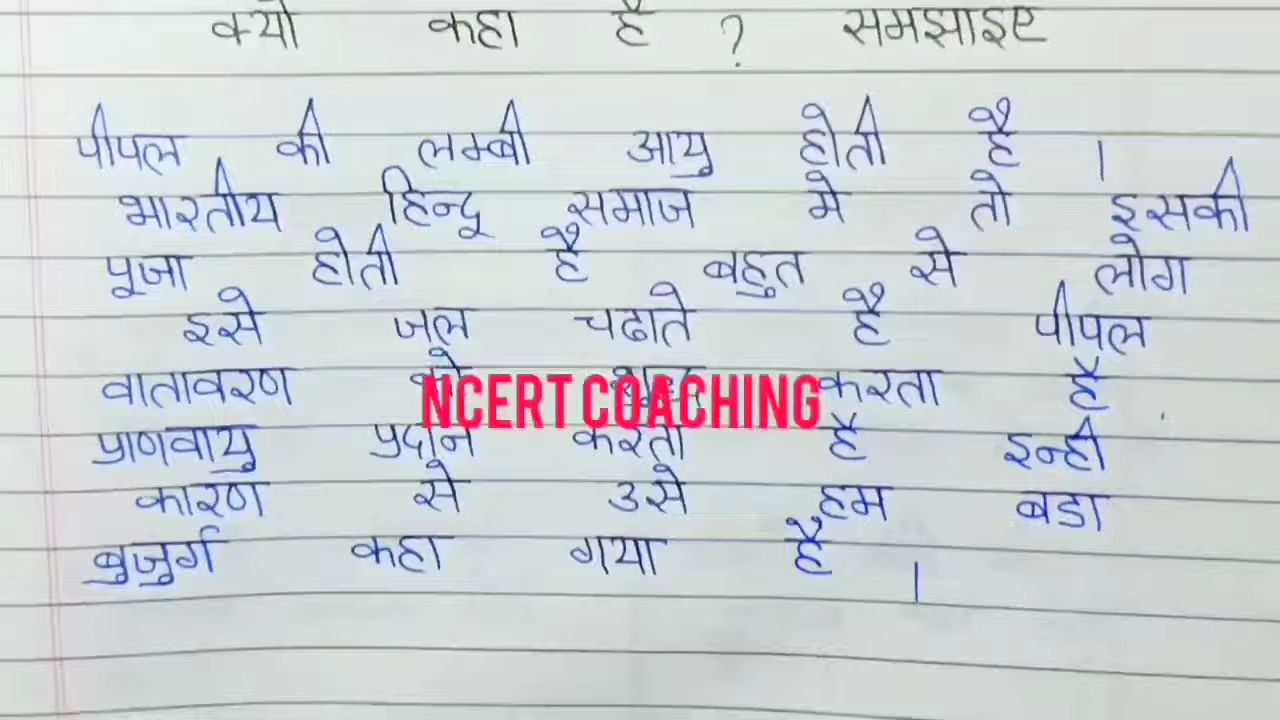 क्यो कहा है ? समझाइए
पीपल की लम्बी आयु होती है ।
भारतीय हिन्दू समाज मे तो इसकी
पूजा होती है बहुत से लोग
इसे जल चढाते है पीपल
वातावरण को शुद्ध करता है
NCERT COACHING
प्राणवायु प्रदान करता है इन्ही
कारण से उसे हम बडा
बुजुर्ग कहा गया है ।